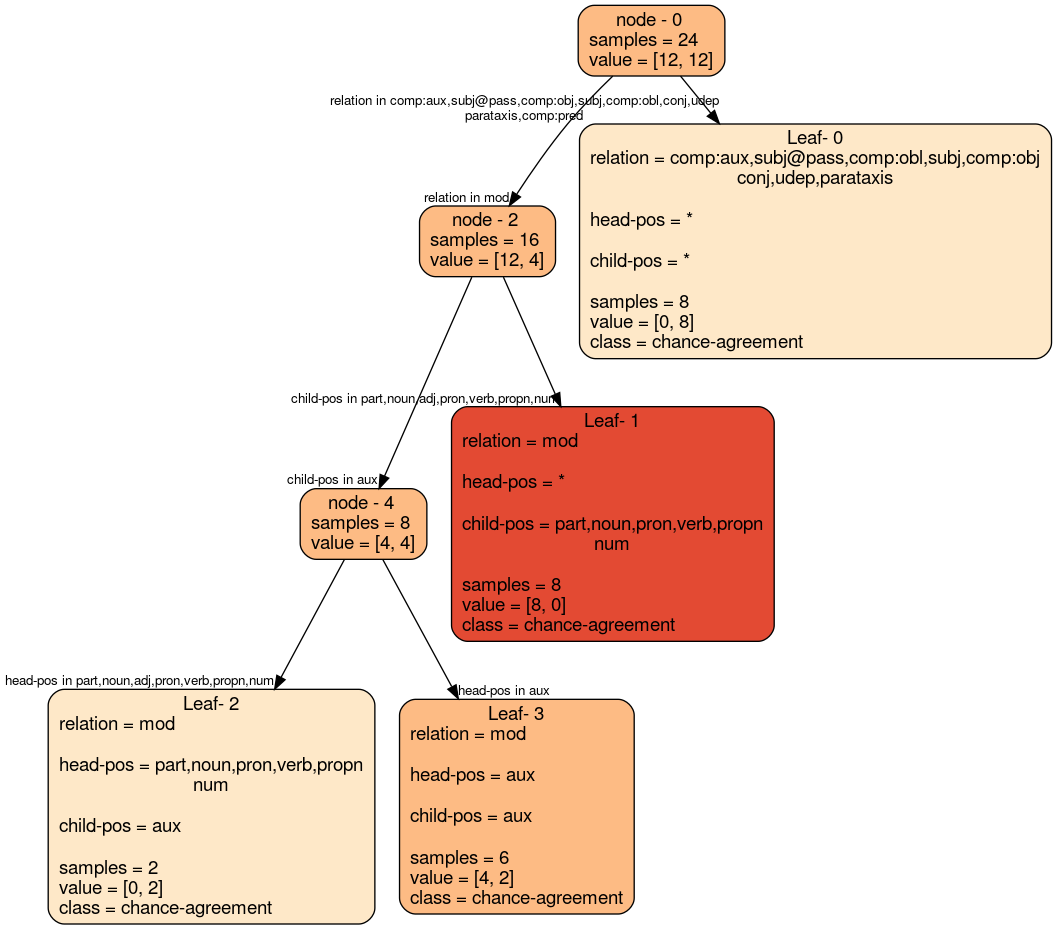 node - 0
samples = 24
value = [12, 12]
relation in comp:aux,subj@pass,comp:obj,subj,comp:obl,conj,udep
parataxis,comp:pred
Leaf- 0
relation = comp:aux,subj@pass,comp:obl,subj,comp:obj
conj,udep,parataxis
head-pos = *
child-pos = *
samples = 8
value = [0, 8]
class = chance-agreement
relation in mod
node - 2
samples = 16
value = [12, 4]
child-pos in part,noun,adj,pron,verb,propn,num
Leaf- 1
relation = mod
head-pos = *
child-pos = part,noun,pron,verb,propn
num
samples = 8
value = [8, 0]
class = chance-agreement
child-pos in aux
node - 4
samples = 8
value = [4, 4]
head-pos in part,noun,adj,pron,verb,propn,num
Leaf- 2
relation = mod
head-pos = part,noun,pron,verb,propn
num
child-pos = aux
samples = 2
value = [0, 2]
class = chance-agreement
head-pos in aux
Leaf- 3
relation = mod
head-pos = aux
child-pos = aux
samples = 6
value = [4, 2]
class = chance-agreement